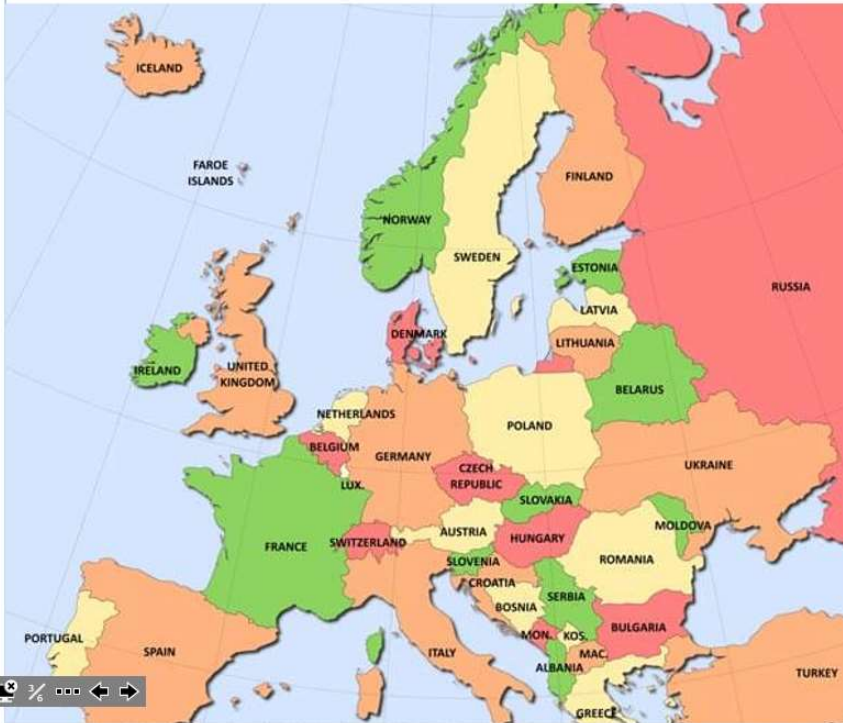 ICELAND
FAROE
ISLANDS
FINLAND
NORWAY
SWEDEN
ESTONIA
RUSSIA
LATVIA
DENMARK
LITHUANIA
IRELAND
UNITED
KINGDOM
BELARUS
NETHERLANDS
POLAND
BELGIUM
GERMANY
UKRAINE
CZECH
REPUBLIC
LUX.
SLOVAKIA
MOLDOVA
AUSTRIA
HUNGARY
SWITZERLAND
FRANCE
ROMANIA
SLOVENIA
CROATIA
SERBIA
BOSNIA
BULGARIA
MON.
KOS.
PORTUGAL
SPAIN
ITALY
MAC.
ALBANIA
TURKEY
3/6
GREECE